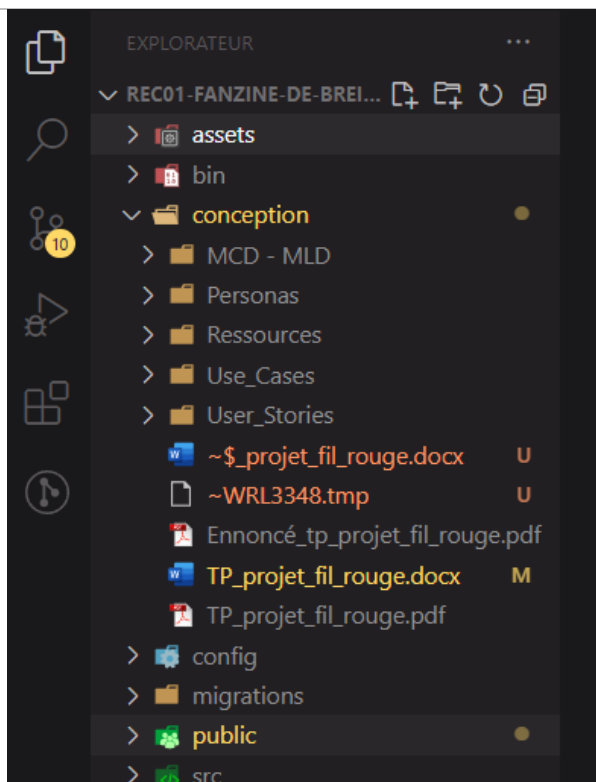 EXPLORATEUR ...
REC01-FANZINE-DE-BREI...
assets
bin
conception
10
MCD - MLD
Personas
Ressources
Use_Cases
User_Stories
~$_projet_fil_rouge.docx U
~WRL3348.tmp U
Ennoncé_tp_projet_fil_rouge.pdf
TP_projet_fil_rouge.docx M
TP_projet_fil_rouge.pdf
config
migrations
public
src